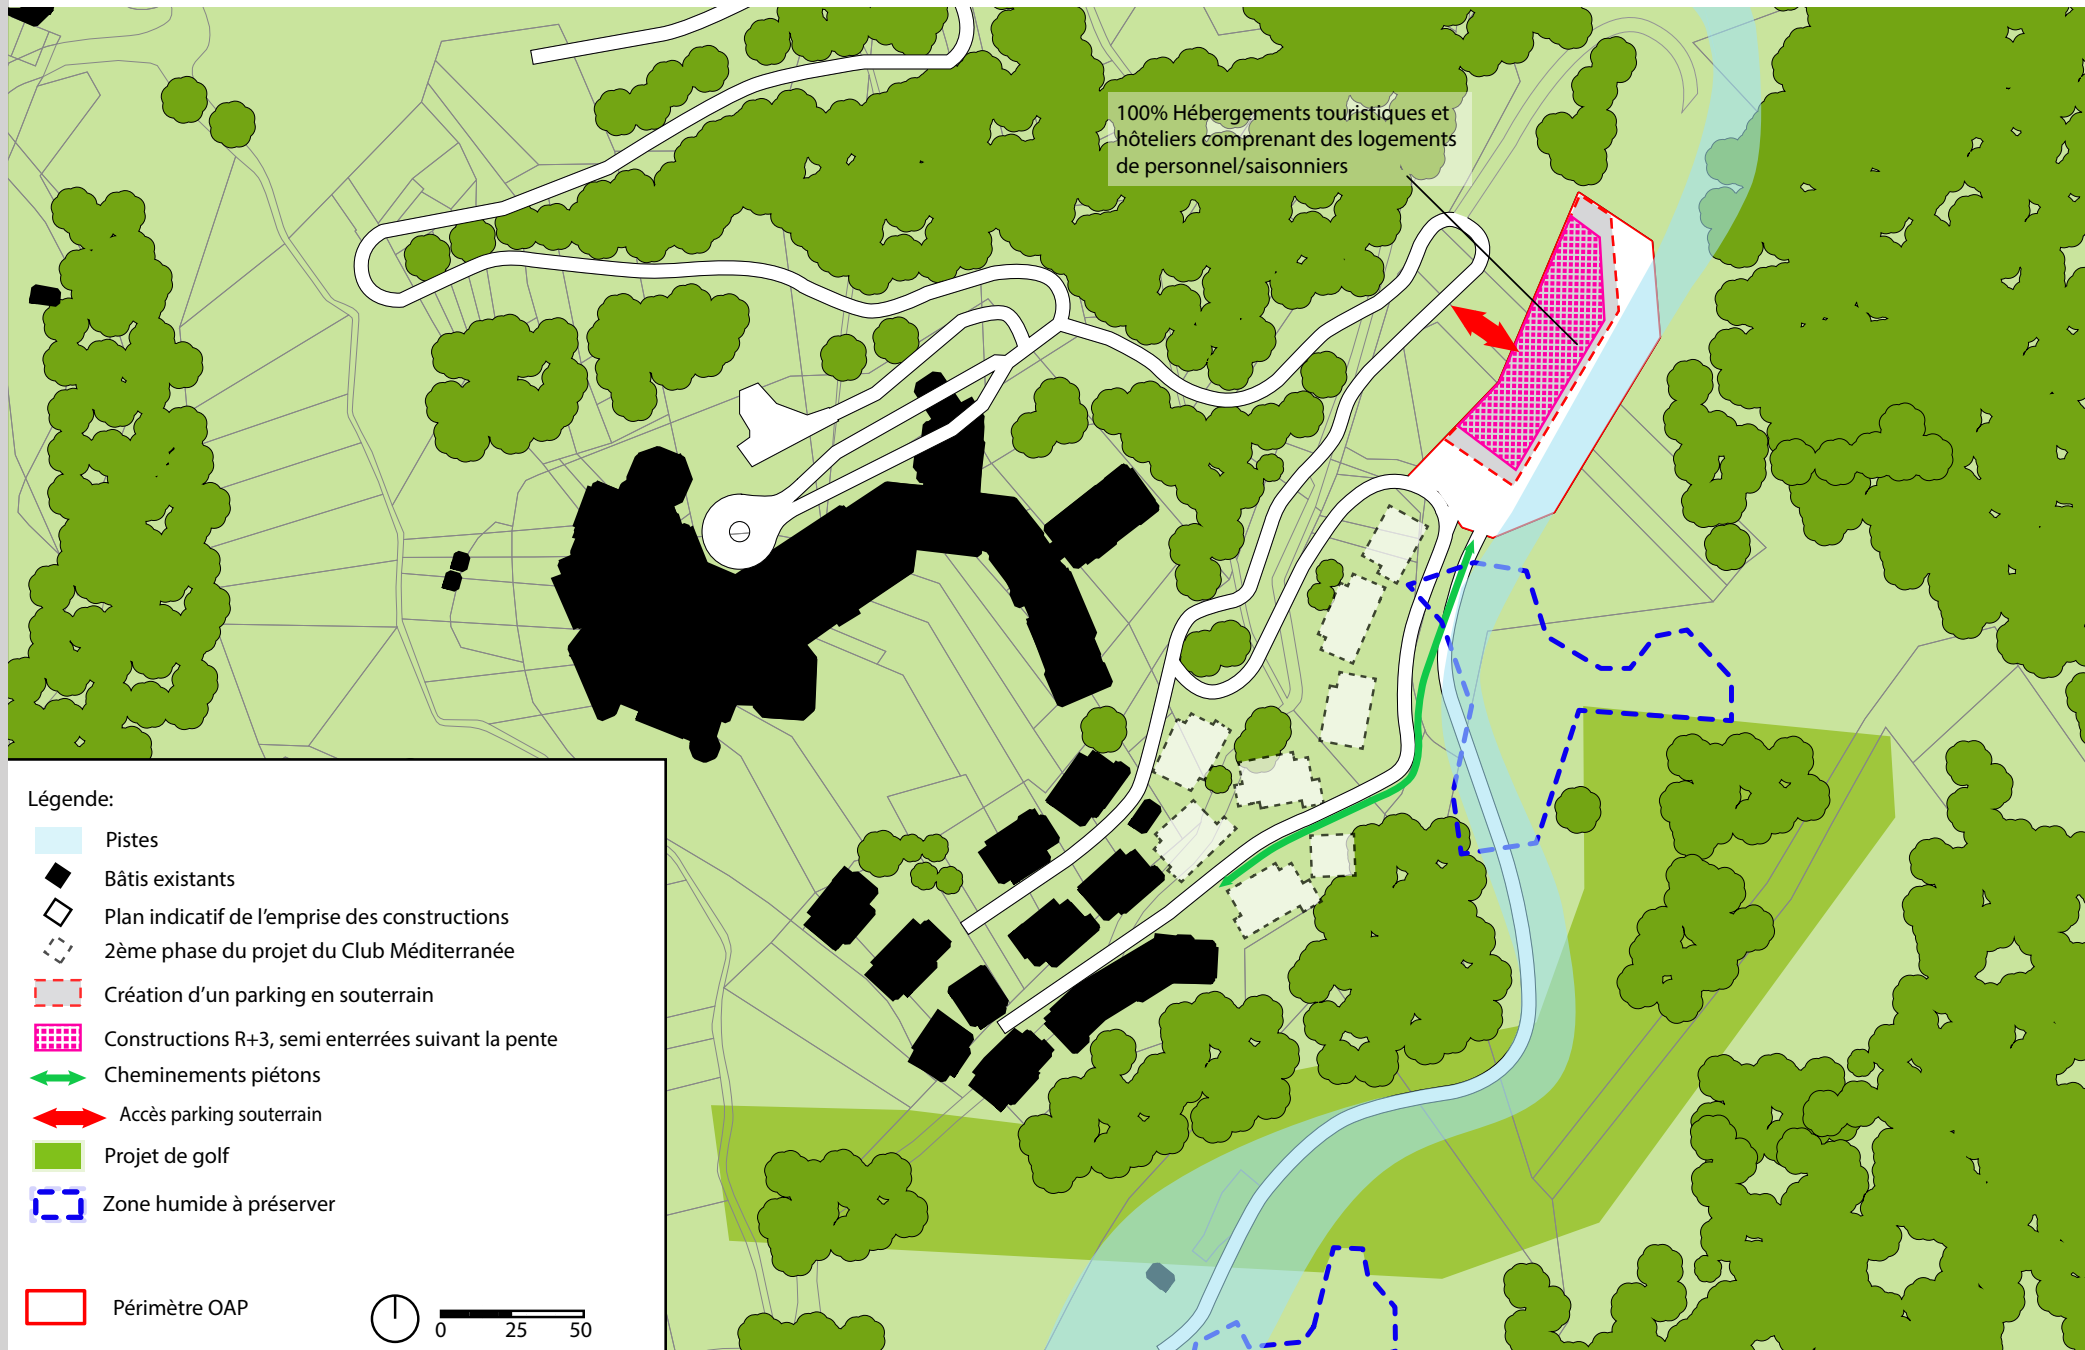 100% Hébergements touristiques et
hôteliers comprenant des logements
de personnel/saisonniers
Légende:
Pistes
Bâtis existants
Plan indicatif de l'emprise des constructions
2ème phase du projet du Club Méditerranée
Création d'un parking en souterrain
Constructions R+3, semi enterrées suivant la pente
Cheminements piétons
Accès parking souterrain
Projet de golf
Zone humide à préserver
Périmètre OAP
0 25 50